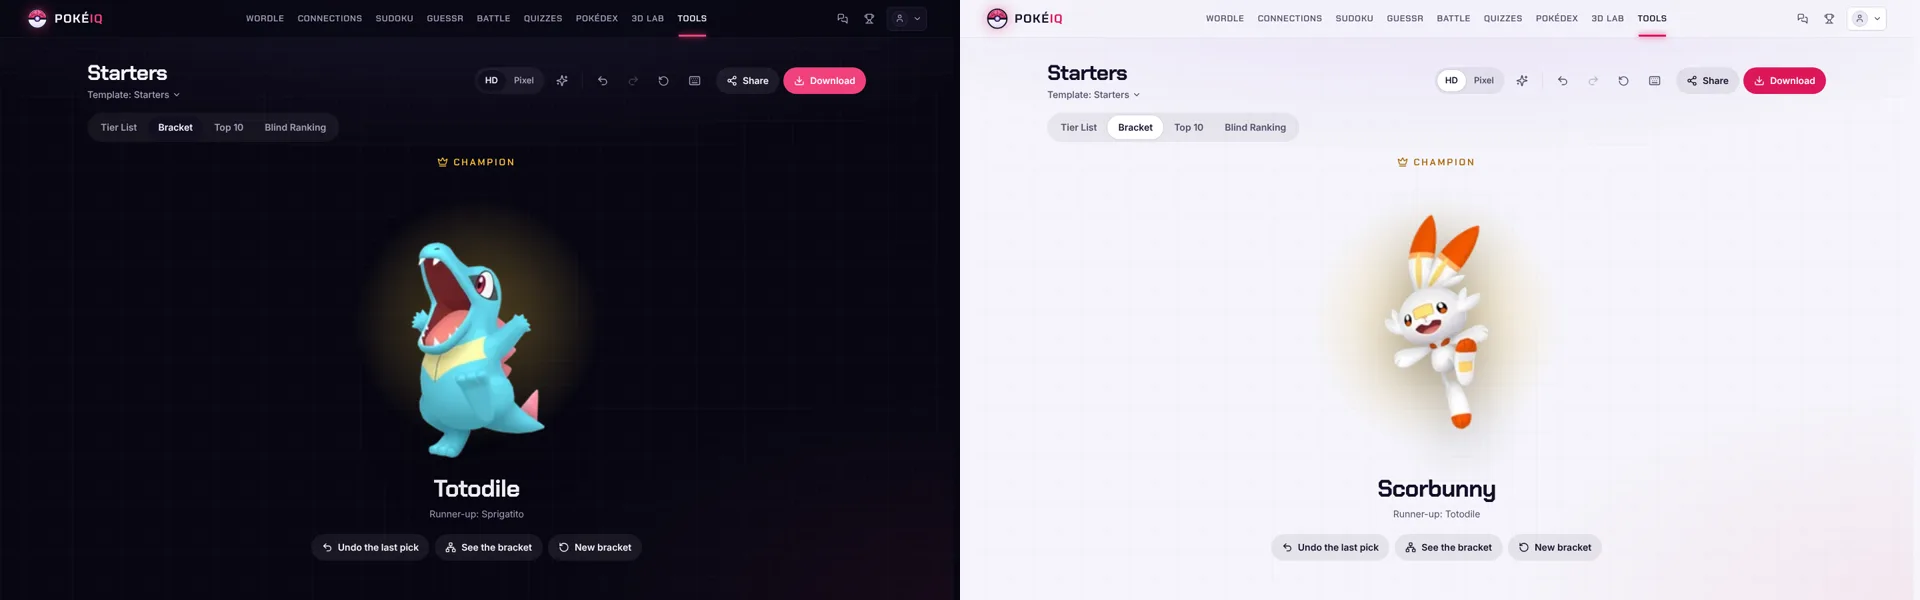 POKÉIQ WORDLE CONNECTIONS SUDOKU GUESSR BATTLE QUIZZES POKÉDEX 3D LAB TOOLS
Starters
HD Pixel Share Download
Template: Starters
Tier List Bracket Top 10 Blind Ranking
CHAMPION
Totodile
Runner-up: Sprigatito
Undo the last pick See the bracket New bracket
POKÉIQ WORDLE CONNECTIONS SUDOKU GUESSR BATTLE QUIZZES POKÉDEX 3D LAB TOOLS
Starters
HD Pixel Share Download
Template: Starters
Tier List Bracket Top 10 Blind Ranking
CHAMPION
Scorbunny
Runner-up: Totodile
Undo the last pick See the bracket New bracket